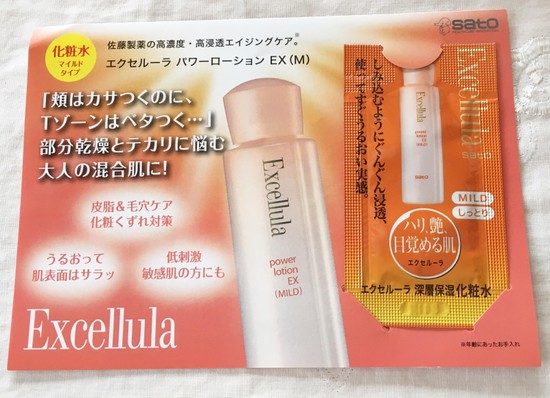 化粧水
マイルド
タイプ
佐藤製薬の高濃度・高浸透エイジングケア。※
エクセルーラ パワーローション EX（M）
sato
「頬はカサつくのに、
Tゾーンはベタつく…」
部分乾燥とテカリに悩む
大人の混合肌に！
皮脂＆毛穴ケア
化粧くずれ対策
うるおって
肌表面はサラッ
低刺激
敏感肌の方にも
Excellula
Excellula
power
lotion
EX
(MILD)
しみ込むようにぐんぐん浸透、
使ってすぐうるおい実感。
Excellula
sato
MILD
しっとり
ハリ、艶、
目覚める肌
エクセルーラ
エクセルーラ 深層保湿化粧水
※年齢にあったお手入れ